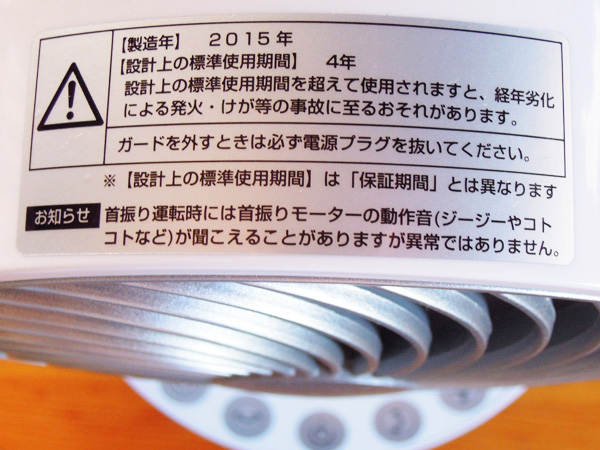 【製造年】 2015年
【設計上の標準使用期間】 4年
設計上の標準使用期間を超えて使用されますと、経年劣化
による発火・けが等の事故に至るおそれがあります。
ガードを外すときは必ず電源プラグを抜いてください。
※【設計上の標準使用期間】は「保証期間」とは異なります
お知らせ 首振り運転時には首振りモーターの動作音(ジージーやコト
コトなど)が聞こえることがありますが異常ではありません。